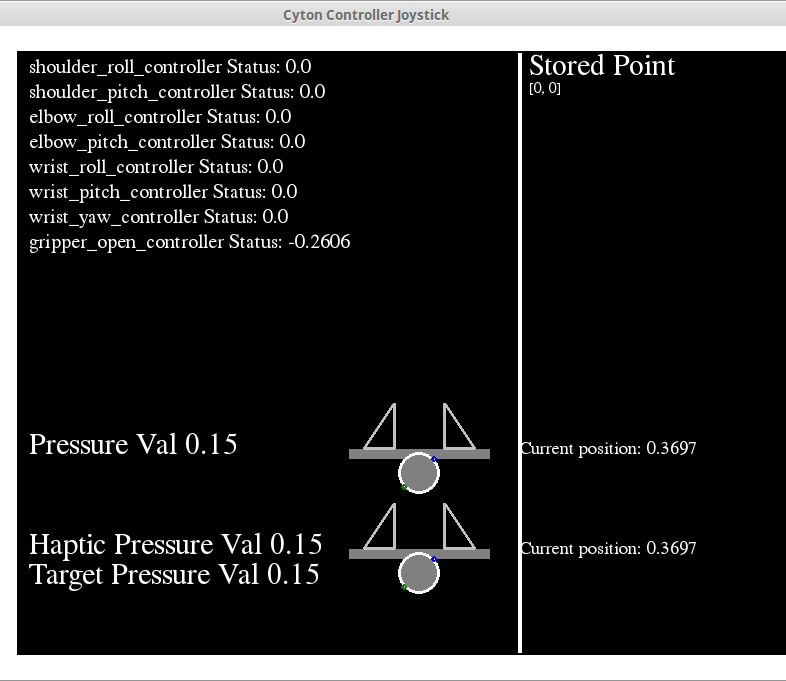 Cyton Controller Joystick
shoulder_roll_controller Status: 0.0
shoulder_pitch_controller Status: 0.0
elbow_roll_controller Status: 0.0
elbow_pitch_controller Status: 0.0
wrist_roll_controller Status: 0.0
wrist_pitch_controller Status: 0.0
wrist_yaw_controller Status: 0.0
gripper_open_controller Status: -0.2606
Pressure Val 0.15
Haptic Pressure Val 0.15
Target Pressure Val 0.15
Stored Point
[0, 0]
Current position: 0.3697
Current position: 0.3697